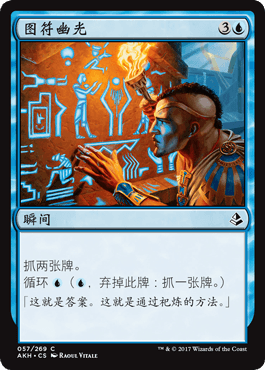 图符幽光 3
瞬间
抓两张牌。
循环（，弃掉此牌：抓一张牌。）
「这就是答案。这就是通过祀炼的方法。」
057/269 C
AKH • CS Raoul Vitale
™ & © 2017 Wizards of the Coast